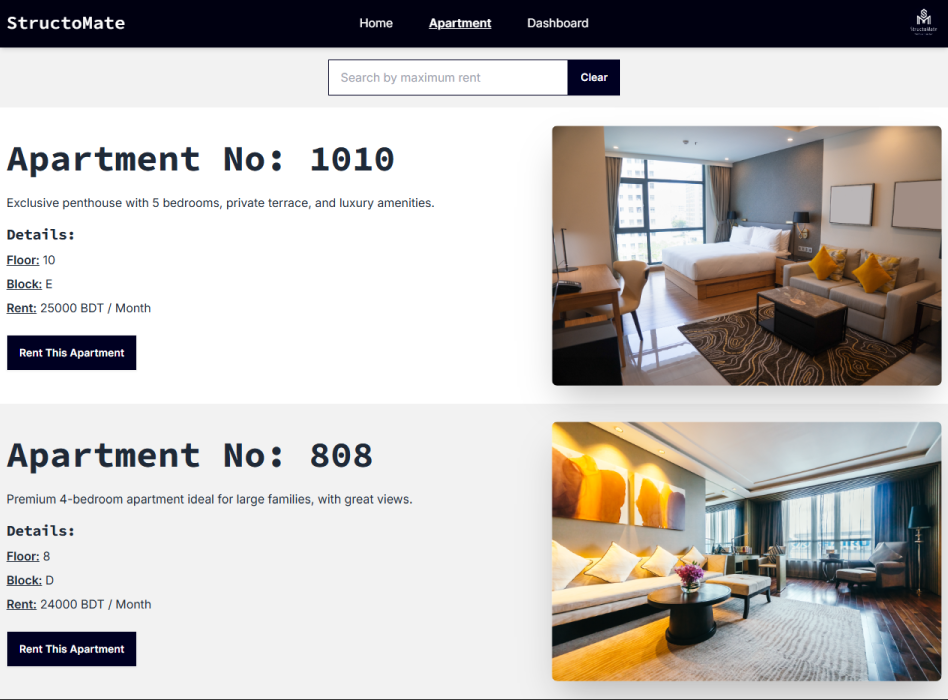 StructoMate
Home Apartment Dashboard
StructoMate
Search by maximum rent Clear
Apartment No: 1010
Exclusive penthouse with 5 bedrooms, private terrace, and luxury amenities.
Details:
Floor: 10
Block: E
Rent: 25000 BDT / Month
Rent This Apartment
Apartment No: 808
Premium 4-bedroom apartment ideal for large families, with great views.
Details:
Floor: 8
Block: D
Rent: 24000 BDT / Month
Rent This Apartment